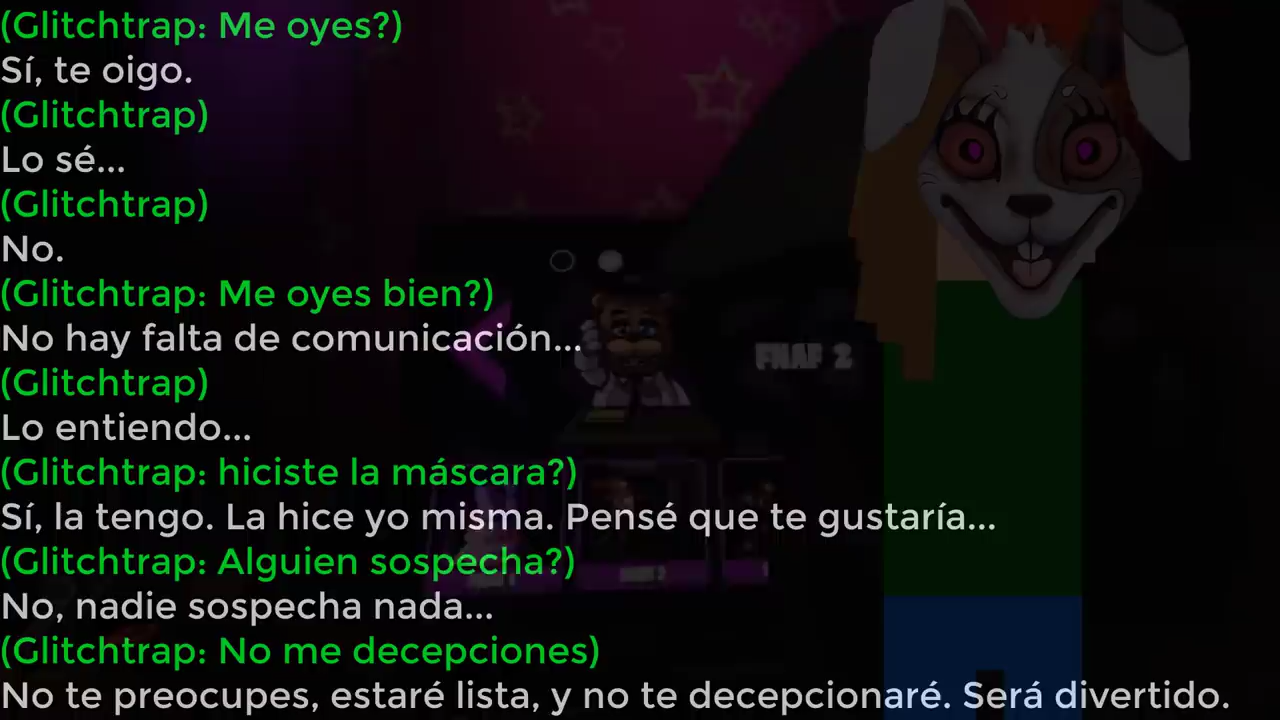 (Glitchtrap: Me oyes?)
Sí, te oigo.
(Glitchtrap)
Lo sé...
(Glitchtrap)
No.
(Glitchtrap: Me oyes bien?)
No hay falta de comunicación...
FNAF 2
(Glitchtrap)
Lo entiendo...
(Glitchtrap: hiciste la máscara?)
Sí, la tengo. La hice yo misma. Pensé que te gustaría...
(Glitchtrap: Alguien sospecha?)
No, nadie sospecha nada...
(Glitchtrap: No me decepciones)
No te preocupes, estaré lista, y no te decepcionaré. Será divertido.